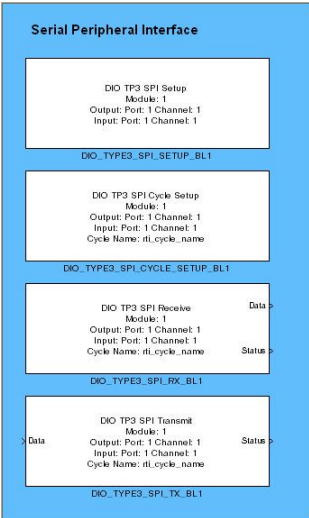 Serial Peripheral Interface
DIO TP3 SPI Setup
Module: 1
Output: Port: 1 Channel: 1
Input: Port: 1 Channel: 1
DIO_TYPE3_SPI_SETUP_BL1
DIO TP3 SPI Cycle Setup
Module: 1
Output: Port: 1 Channel: 1
Input: Port: 1 Channel: 1
Cycle Name: rti_cycle_name
DIO_TYPE3_SPI_CYCLE_SETUP_BL1
DIO TP3 SPI Receive
Module: 1
Output: Port: 1 Channel: 1
Input: Port: 1 Channel: 1
Cycle Name: rti_cycle_name
Data
Status
DIO_TYPE3_SPI_RX_BL1
Data
DIO TP3 SPI Transmit
Module: 1
Output: Port: 1 Channel: 1
Input: Port: 1 Channel: 1
Cycle Name: rti_cycle_name
Status
DIO_TYPE3_SPI_TX_BL1